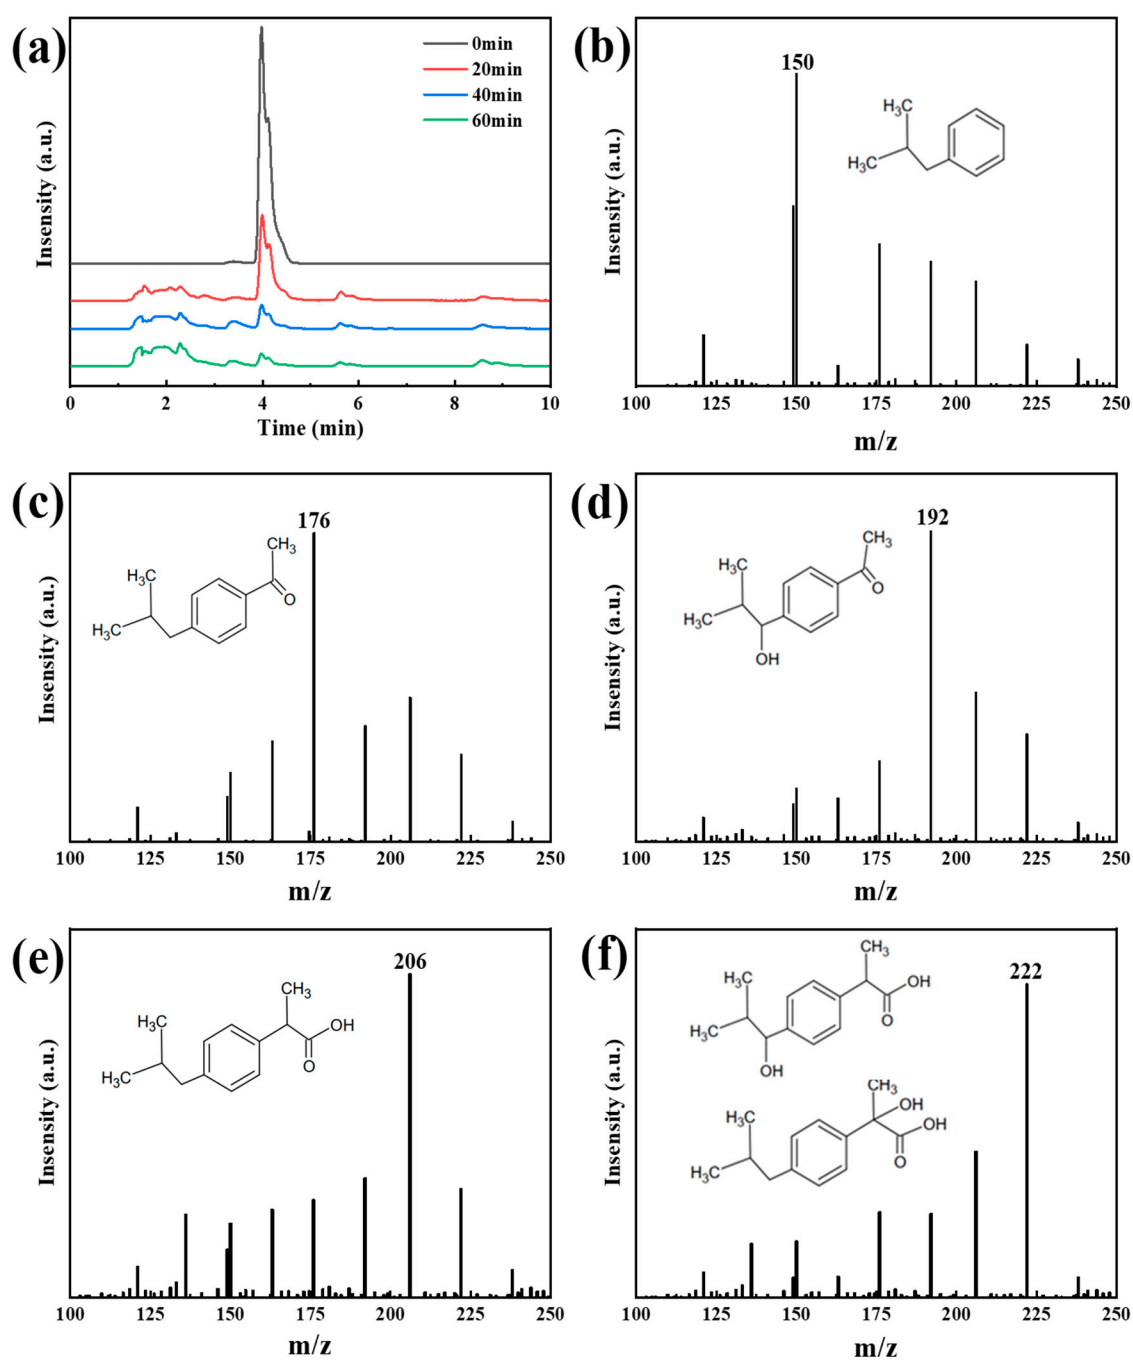 (a)
0min
20min
40min
60min
Insensity (a.u.)
0 2 4 6 8 10
Time (min)
(b)
150
H₃C
H₃C
Insensity (a.u.)
100 125 150 175 200 225 250
m/z
(c)
176
CH₃
O
H₃C
H₃C
Insensity (a.u.)
100 125 150 175 200 225 250
m/z
(d)
192
CH₃
O
H₃C
H₃C
OH
Insensity (a.u.)
100 125 150 175 200 225 250
m/z
(e)
206
CH₃
OH
O
H₃C
H₃C
Insensity (a.u.)
100 125 150 175 200 225 250
m/z
(f)
222
CH₃
OH
O
H₃C
H₃C
OH
CH₃
OH
OH
O
H₃C
H₃C
Insensity (a.u.)
100 125 150 175 200 225 250
m/z